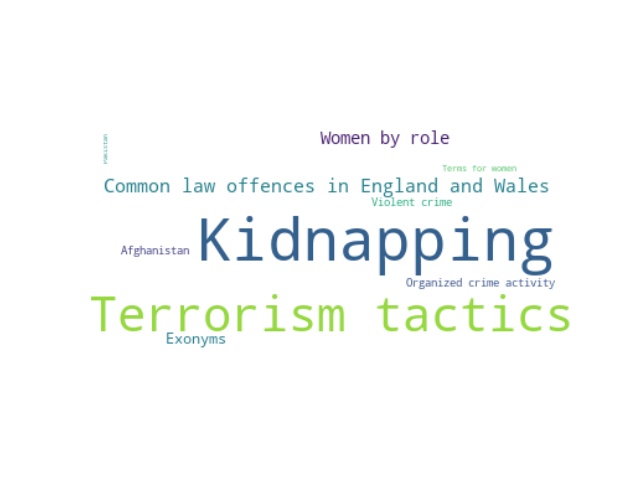 Women by role
Terms for women
Common law offences in England and Wales
Violent crime
Kidnapping
Afghanistan
Organized crime activity
Terrorism tactics
Exonyms